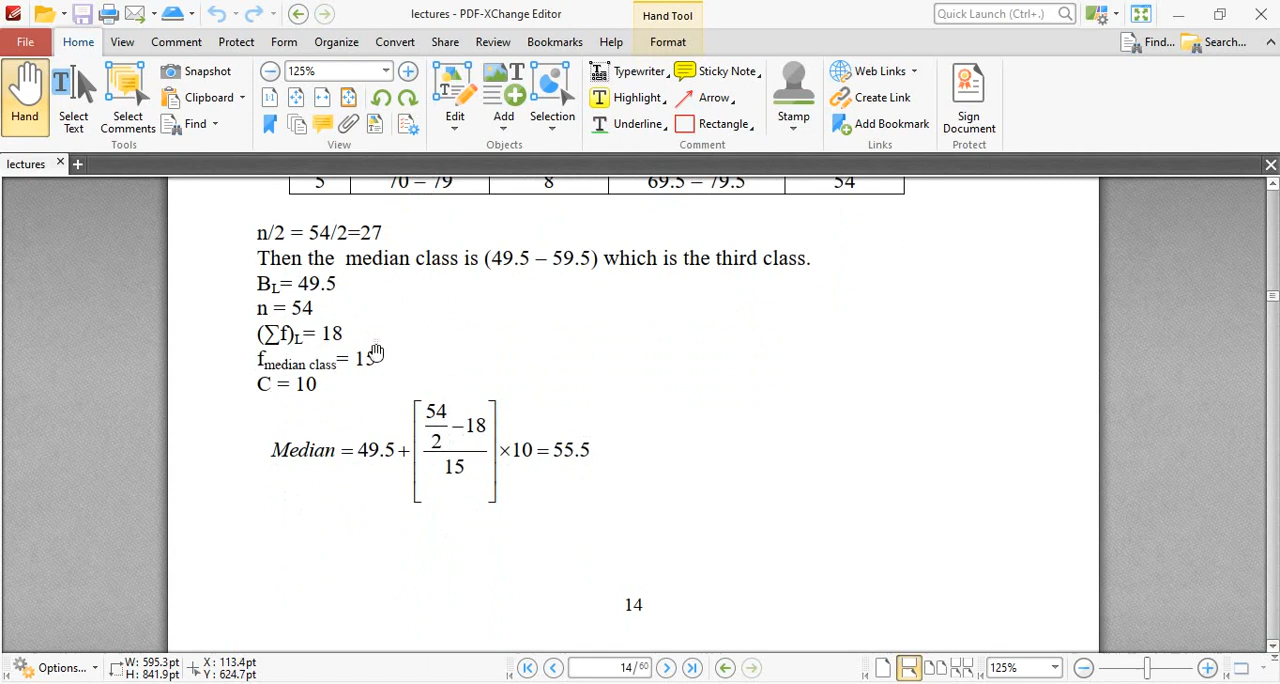 lectures - PDF-XChange Editor
Hand Tool
Quick Launch (Ctrl+.)
File Home View Comment Protect Form Organize Convert Share Review Bookmarks Help Format Find... Search...
Hand
Select Text
Select Comments
Snapshot
Clipboard
Find
Tools
125%
View
Edit
Add
Selection
Objects
Typewriter
Highlight
Underline
Sticky Note
Arrow
Rectangle
Stamp
Comment
Web Links
Create Link
Add Bookmark
Links
Sign Document
Protect
lectures
5 70 – 79 8 69.5 – 79.5 54
n/2 = 54/2=27
Then the median class is (49.5 – 59.5) which is the third class.
BL= 49.5
n = 54
(∑f)L= 18
fmedian class= 15
C = 10
Median = 49.5 + [ (54/2 − 18) / 15 ] × 10 = 55.5
14
Options...
W: 595.3pt
H: 841.9pt
X: 113.4pt
Y: 624.7pt
14 / 60
125%